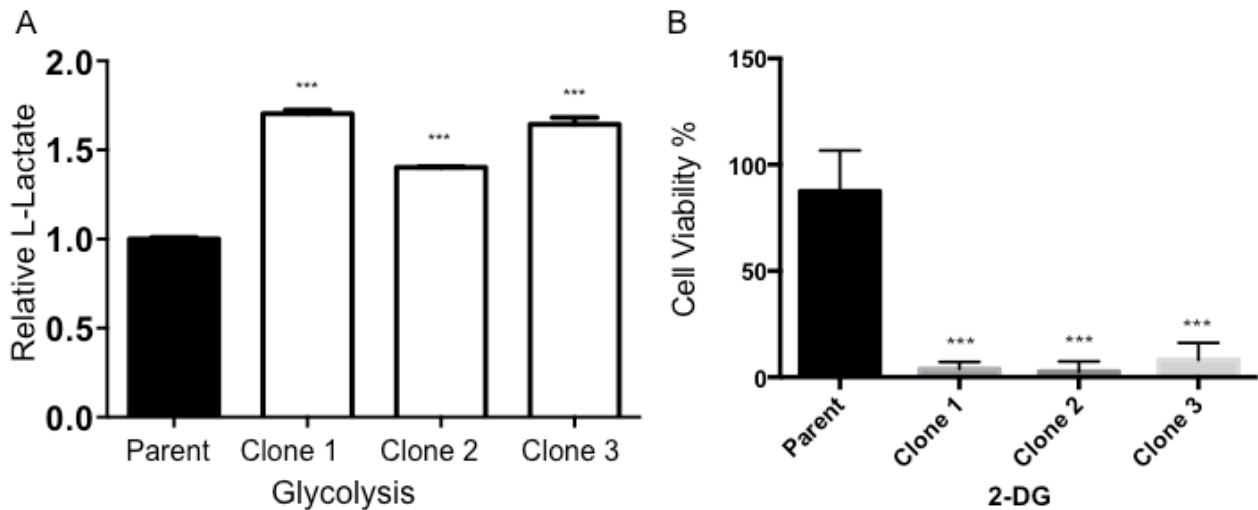 A
Relative L-Lactate
2.0
1.5
1.0
0.5
0.0
***
***
***
Parent
Clone 1
Clone 2
Clone 3
Glycolysis
B
Cell Viability %
150
100
50
0
***
***
***
Parent
Clone 1
Clone 2
Clone 3
2-DG